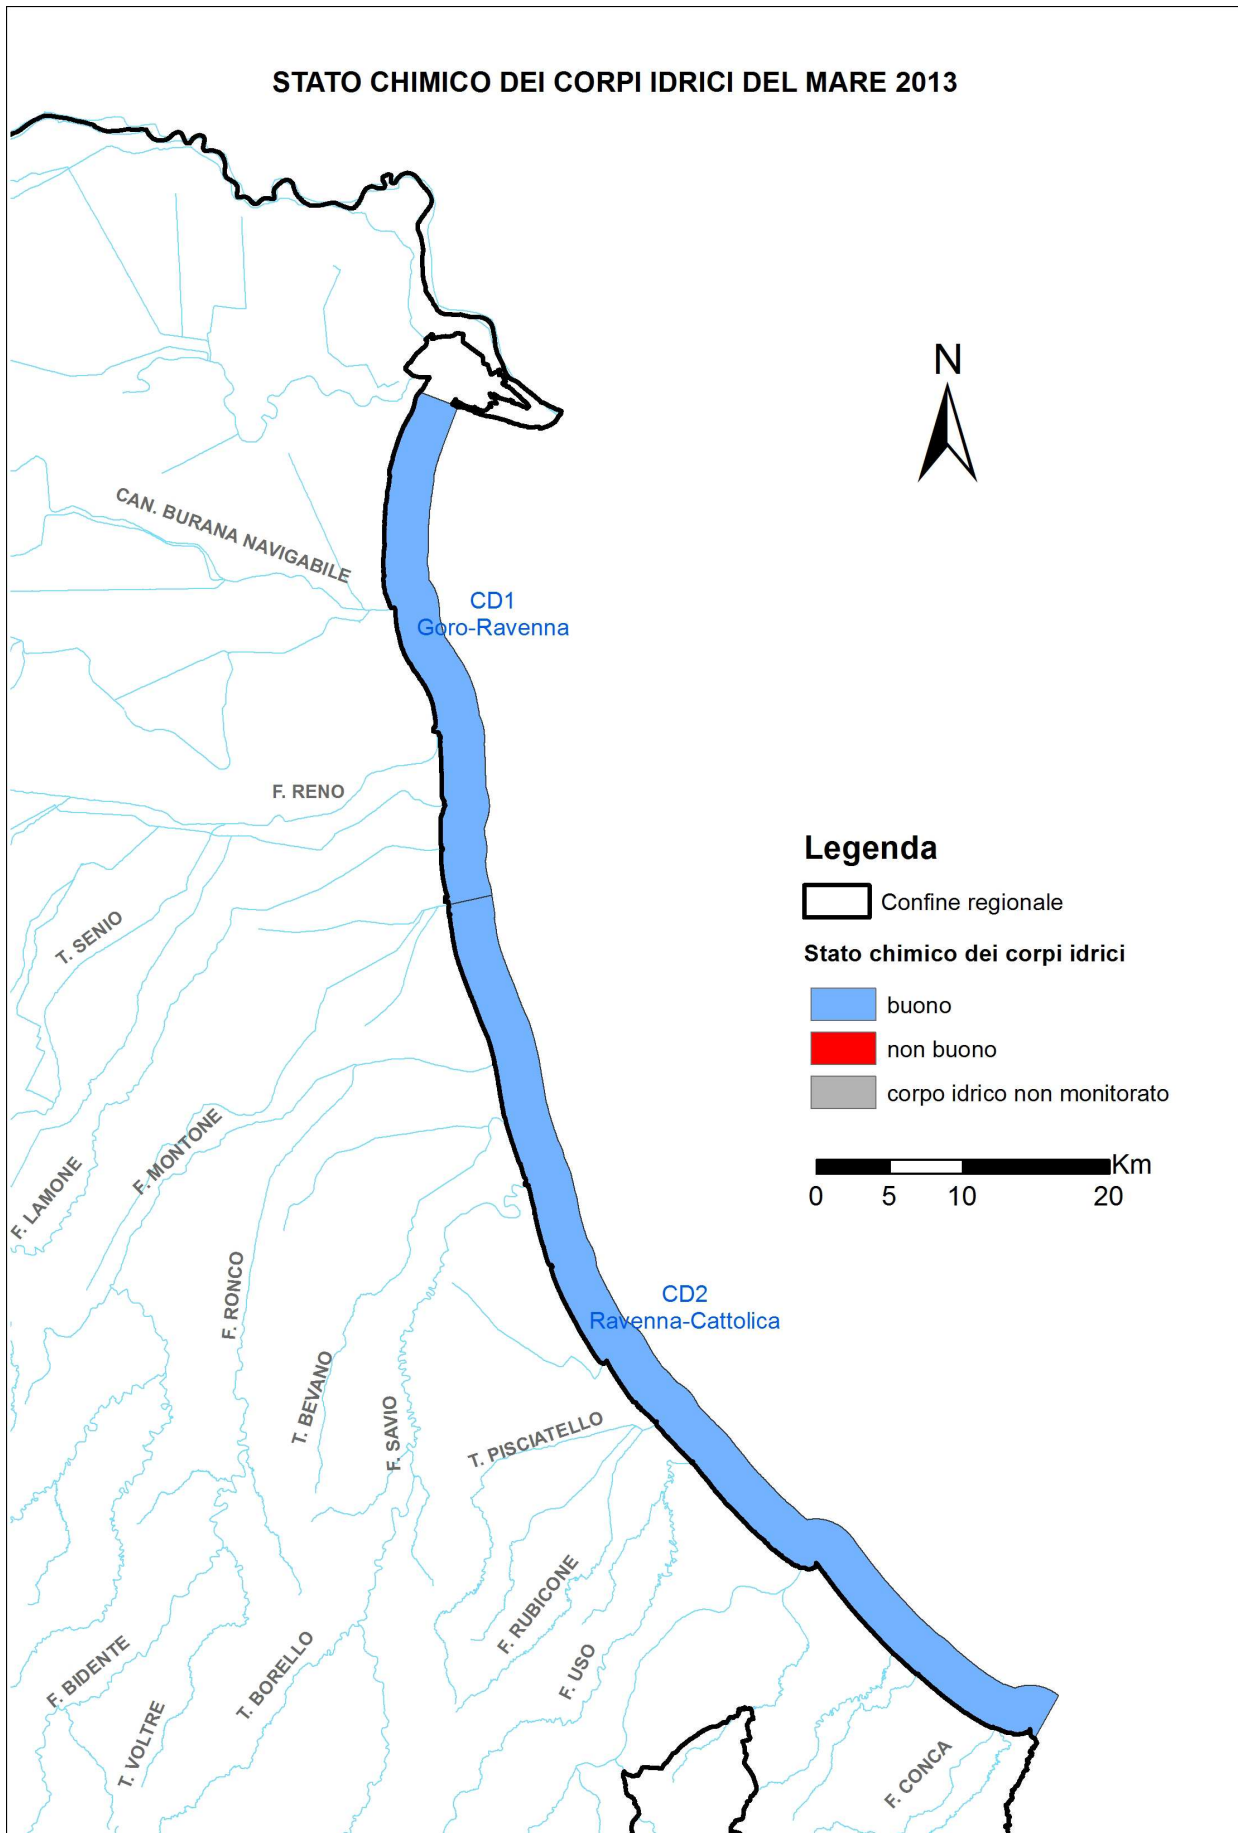 STATO CHIMICO DEI CORPI IDRICI DEL MARE 2013
N
CAN. BURANA NAVIGABILE
CD1
Goro-Ravenna
F. RENO
Legenda
Confine regionale
Stato chimico dei corpi idrici
buono
non buono
corpo idrico non monitorato
Km
0 5 10 20
T. SENIO
F. LAMONE
F. MONTONE
F. RONCO
CD2
Ravenna-Cattolica
T. BEVANO
F. SAVIO
T. PISCIATELLO
F. RUBICONE
F. USO
F. BIDENTE
T. VOLTRE
T. BORELLO
F. CONCA